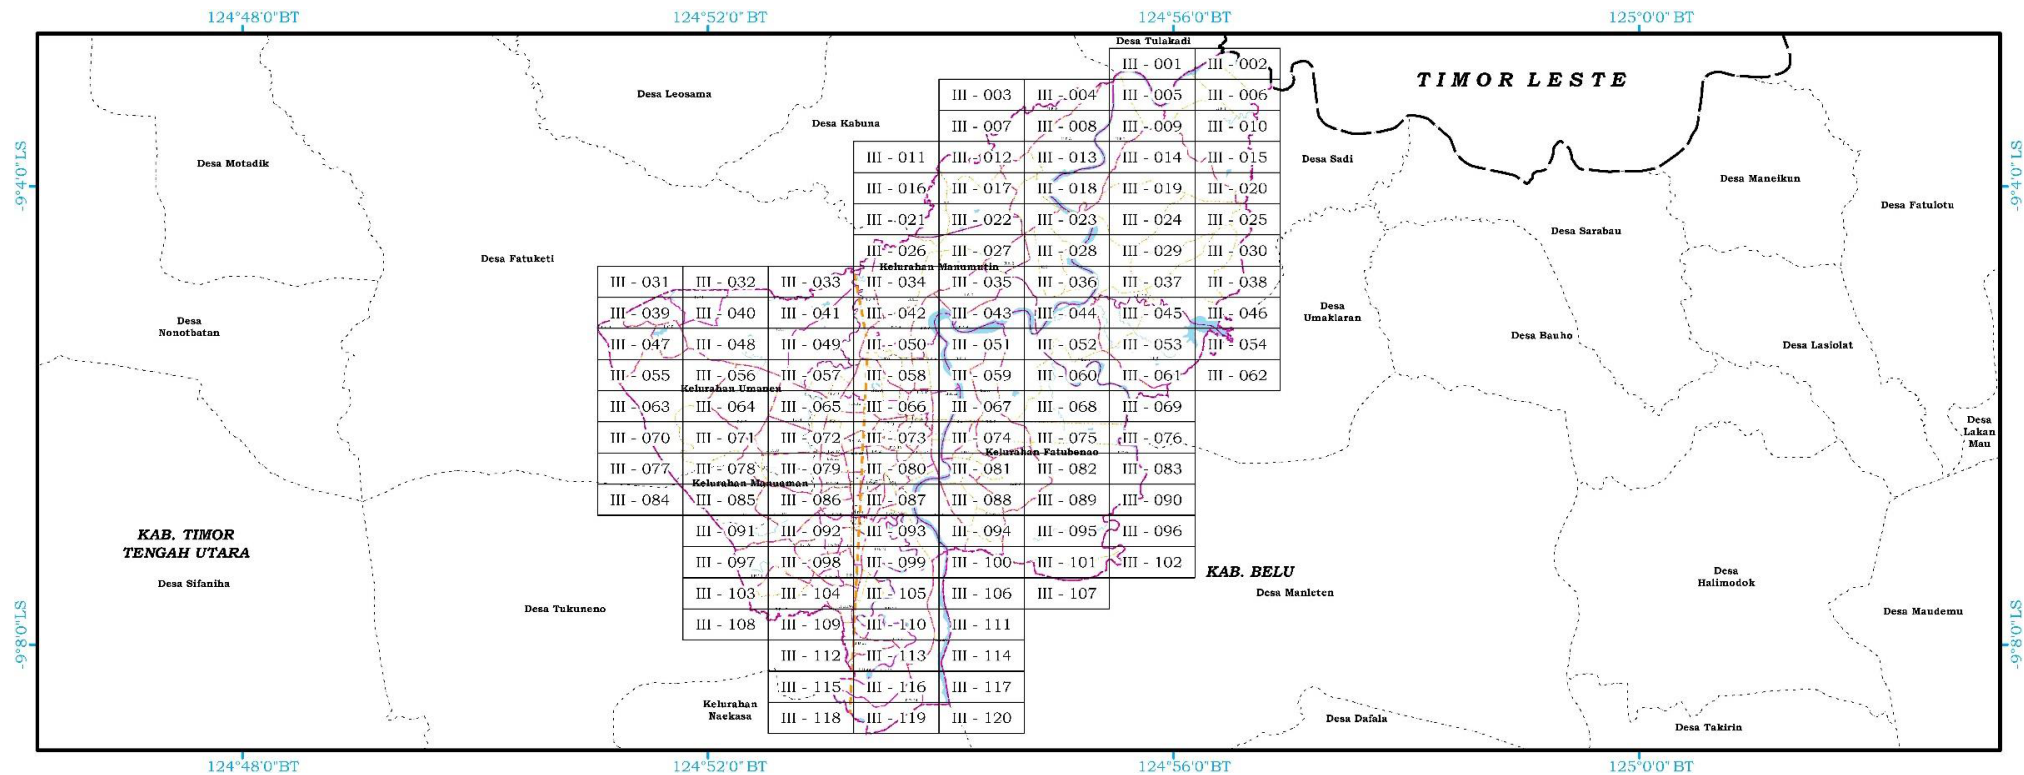 124°48'0"BT
124°52'0"BT
124°56'0"BT
125°0'0"BT
Desa Tulakadi
III - 001
III - 002
TIMOR LESTE
Desa Leosama
III - 003
III - 004
III - 005
III - 006
Desa Kabuna
III - 007
III - 008
III - 009
III - 010
Desa Motadik
III - 011
III - 012
III - 013
III - 014
III - 015
Desa Sadi
-9°4'0"LS
III - 016
III - 017
III - 018
III - 019
III - 020
Desa Maneikun
-9°4'0"LS
III - 021
III - 022
III - 023
III - 024
III - 025
Desa Fatulotu
Desa Sarabau
Desa Fatuketi
III - 026
III - 027
III - 028
III - 029
III - 030
Kelurahan Manumutin
III - 031
III - 032
III - 033
III - 034
III - 035
III - 036
III - 037
III - 038
Desa
Nonotbatan
III - 039
III - 040
III - 041
III - 042
III - 043
III - 044
III - 045
III - 046
Desa
Umaklaran
Desa Bauho
III - 047
III - 048
III - 049
III - 050
III - 051
III - 052
III - 053
III - 054
Desa Lasiolat
III - 055
III - 056
III - 057
III - 058
III - 059
III - 060
III - 061
III - 062
Kelurahan Umanen
III - 063
III - 064
III - 065
III - 066
III - 067
III - 068
III - 069
Desa
Lakan
Mau
III - 070
III - 071
III - 072
III - 073
III - 074
III - 075
III - 076
Kelurahan Fatubenao
III - 077
III - 078
III - 079
III - 080
III - 081
III - 082
III - 083
Kelurahan Manuaman
III - 084
III - 085
III - 086
III - 087
III - 088
III - 089
III - 090
KAB. TIMOR
TENGAH UTARA
III - 091
III - 092
III - 093
III - 094
III - 095
III - 096
III - 097
III - 098
III - 099
III - 100
III - 101
III - 102
KAB. BELU
Desa
Halimodok
Desa Sifaniha
III - 103
III - 104
III - 105
III - 106
III - 107
Desa Manleten
Desa Tukuneno
Desa Maudemu
III - 108
III - 109
III - 110
III - 111
-9°8'0"LS
-9°8'0"LS
III - 112
III - 113
III - 114
III - 115
III - 116
III - 117
Kelurahan
Naekasa
III - 118
III - 119
III - 120
Desa Dafala
Desa Takirin
124°48'0"BT
124°52'0"BT
124°56'0"BT
125°0'0"BT